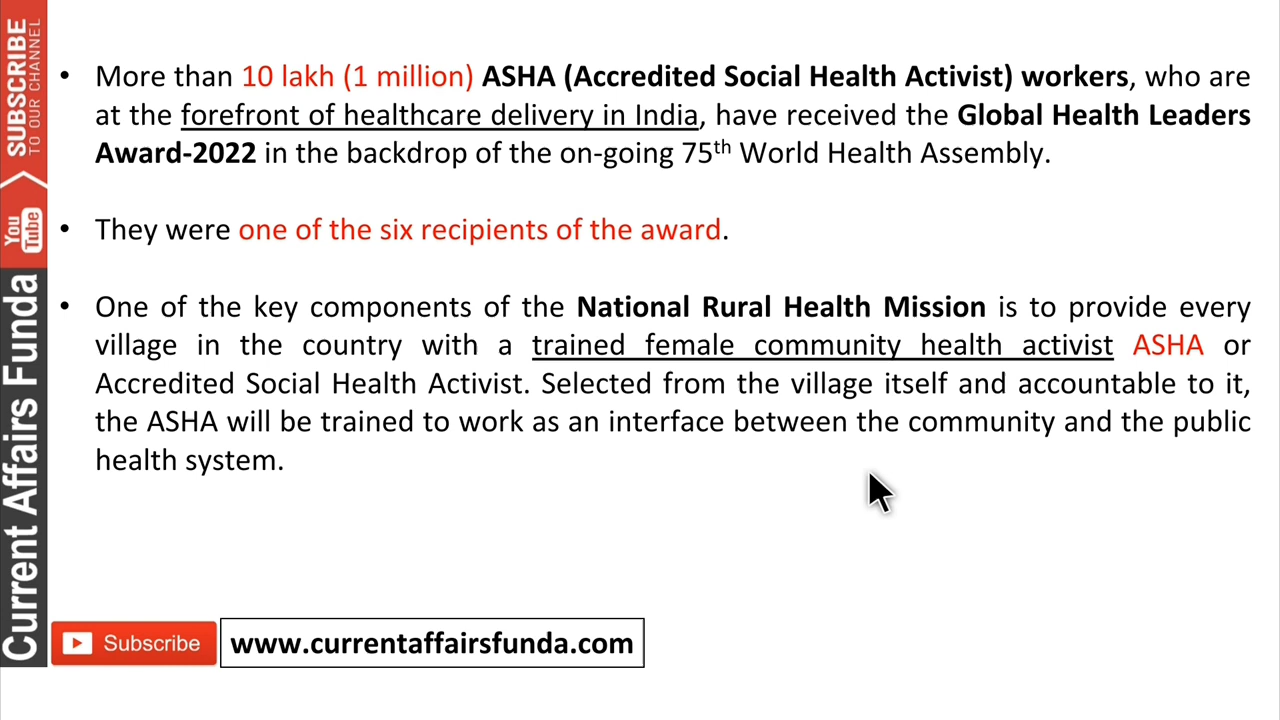 • More than 10 lakh (1 million) ASHA (Accredited Social Health Activist) workers, who are
at the forefront of healthcare delivery in India, have received the Global Health Leaders
Award-2022 in the backdrop of the on-going 75th World Health Assembly.
• They were one of the six recipients of the award.
• One of the key components of the National Rural Health Mission is to provide every
village in the country with a trained female community health activist ASHA or
Accredited Social Health Activist. Selected from the village itself and accountable to it,
the ASHA will be trained to work as an interface between the community and the public
health system.
SUBSCRIBE
TO OUR CHANNEL
You
Tube
Current Affairs Funda
Subscribe
www.currentaffairsfunda.com